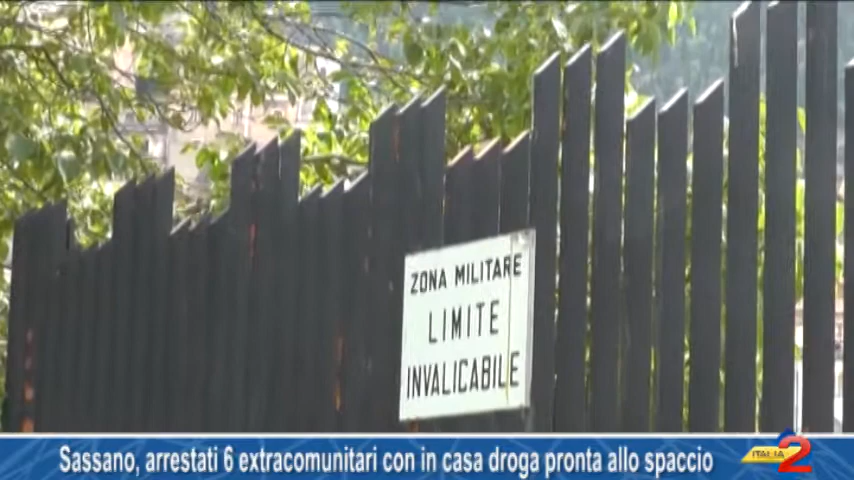 ZONA MILITARE
LIMITE
INVALICABILE
Sassano, arrestati 6 extracomunitari con in casa droga pronta allo spaccio
ITALIA 2